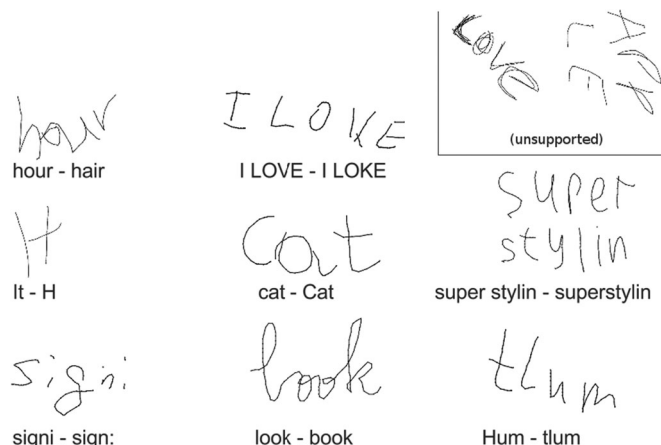 hour
hour - hair
I LOKE
I LOVE - I LOKE
Love
(unsupported)
It
It - H
cat
cat - Cat
super
stylin
super stylin - superstylin
signi
signi - sign:
book
look - book
tlum
Hum - tlum